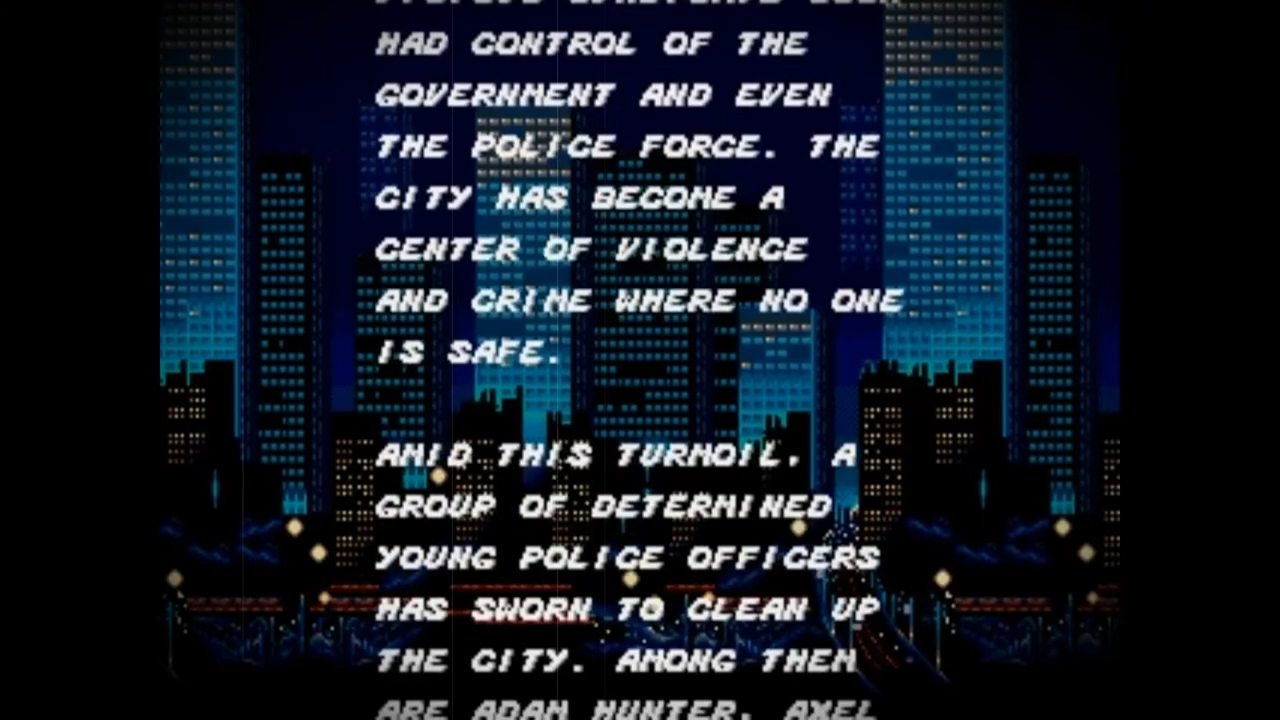 HAD CONTROL OF THE
GOVERNMENT AND EVEN
THE POLICE FORCE. THE
CITY HAS BECOME A
CENTER OF VIOLENCE
AND CRIME WHERE NO ONE
IS SAFE.
AMID THIS TURMOIL, A
GROUP OF DETERMINED
YOUNG POLICE OFFICERS
HAS SWORN TO CLEAN UP
THE CITY. AMONG THEM
ARE ADAM HUNTER, AXEL